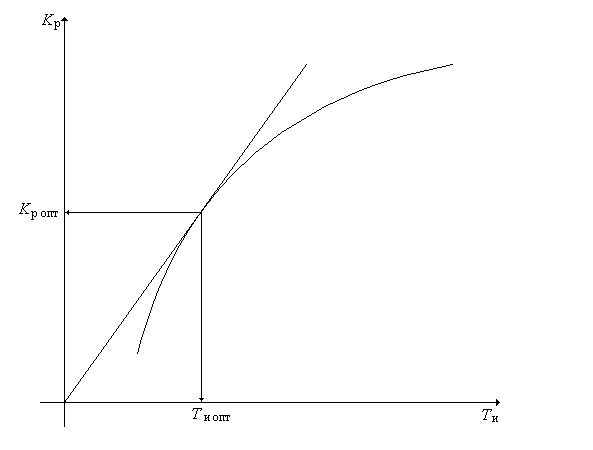 Kр
Kр опт
Tи опт
Tи